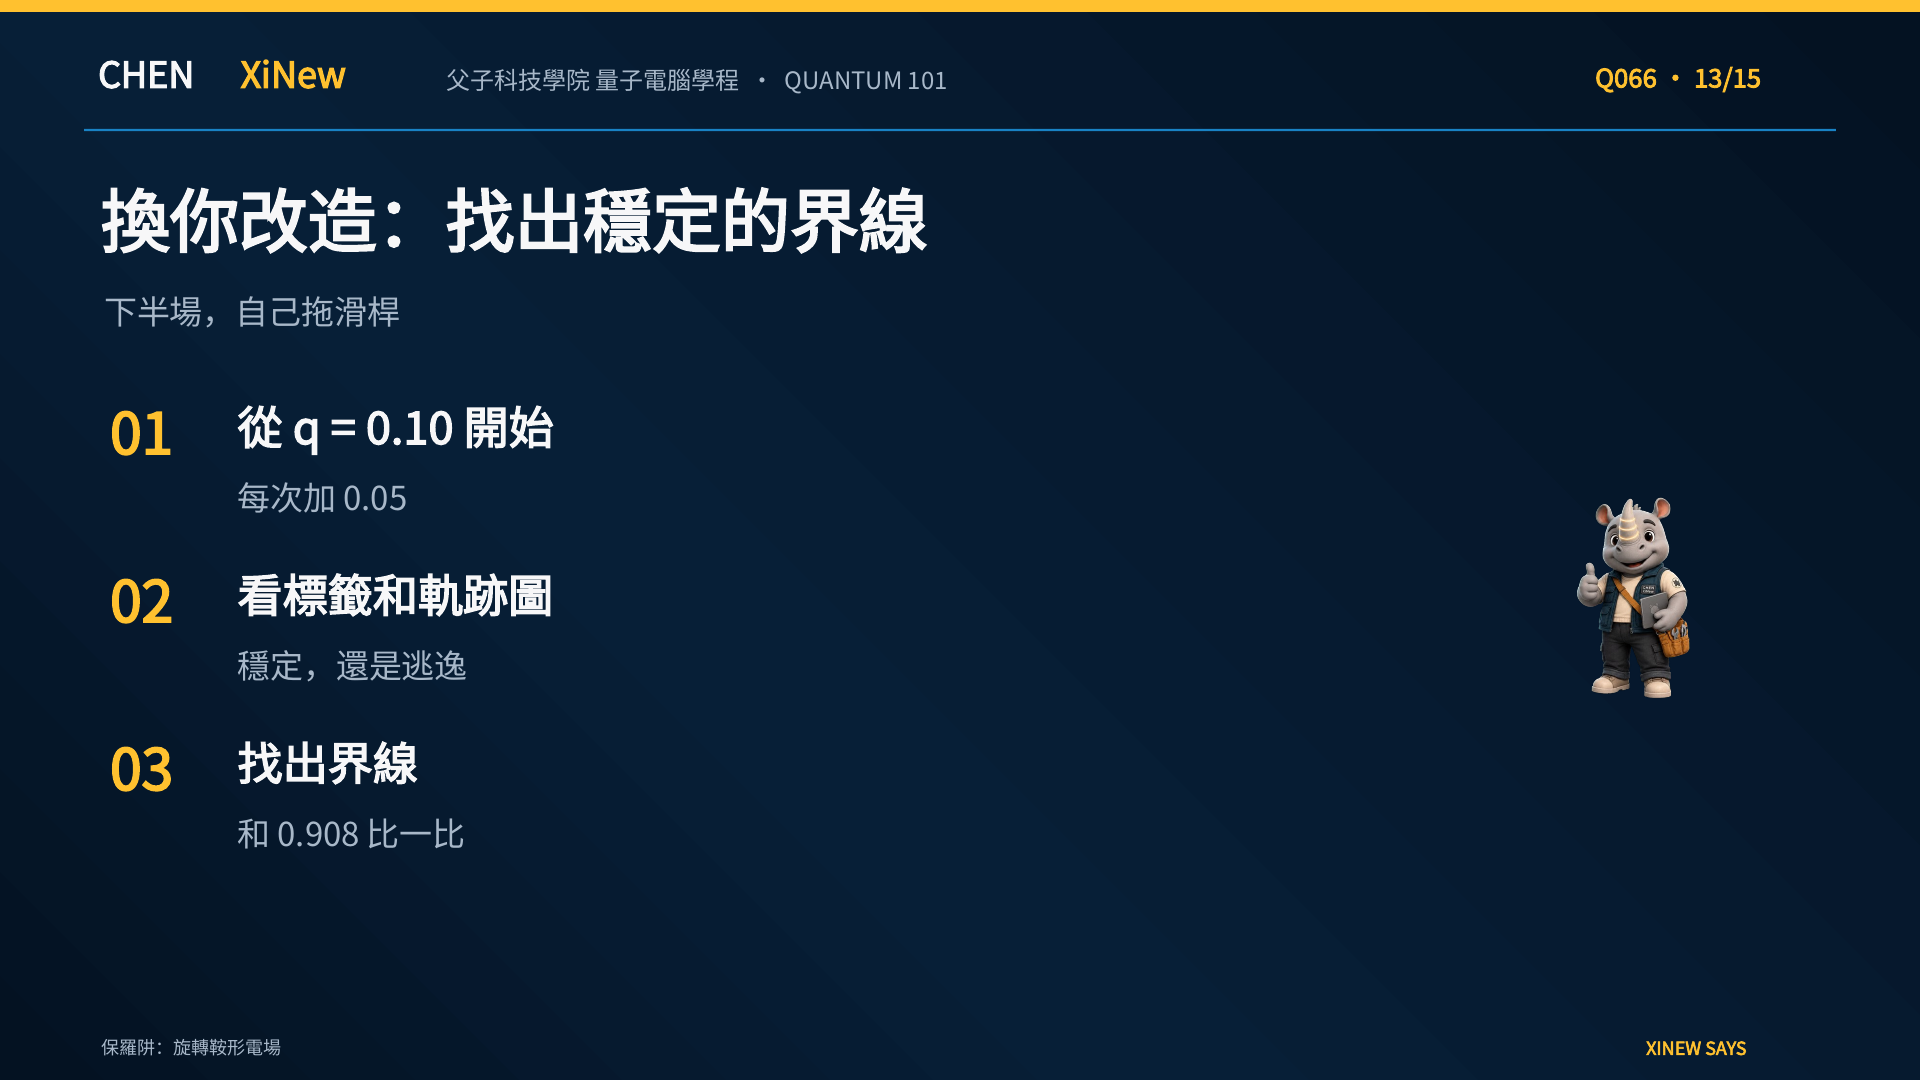 CHEN XiNew 父子科技學院 量子電腦學程 · QUANTUM 101 Q066 · 13/15
換你改造：找出穩定的界線
下半場，自己拖滑桿
01 從 q = 0.10 開始
每次加 0.05
02 看標籤和軌跡圖
穩定，還是逃逸
03 找出界線
和 0.908 比一比
保羅阱：旋轉鞍形電場 XINEW SAYS